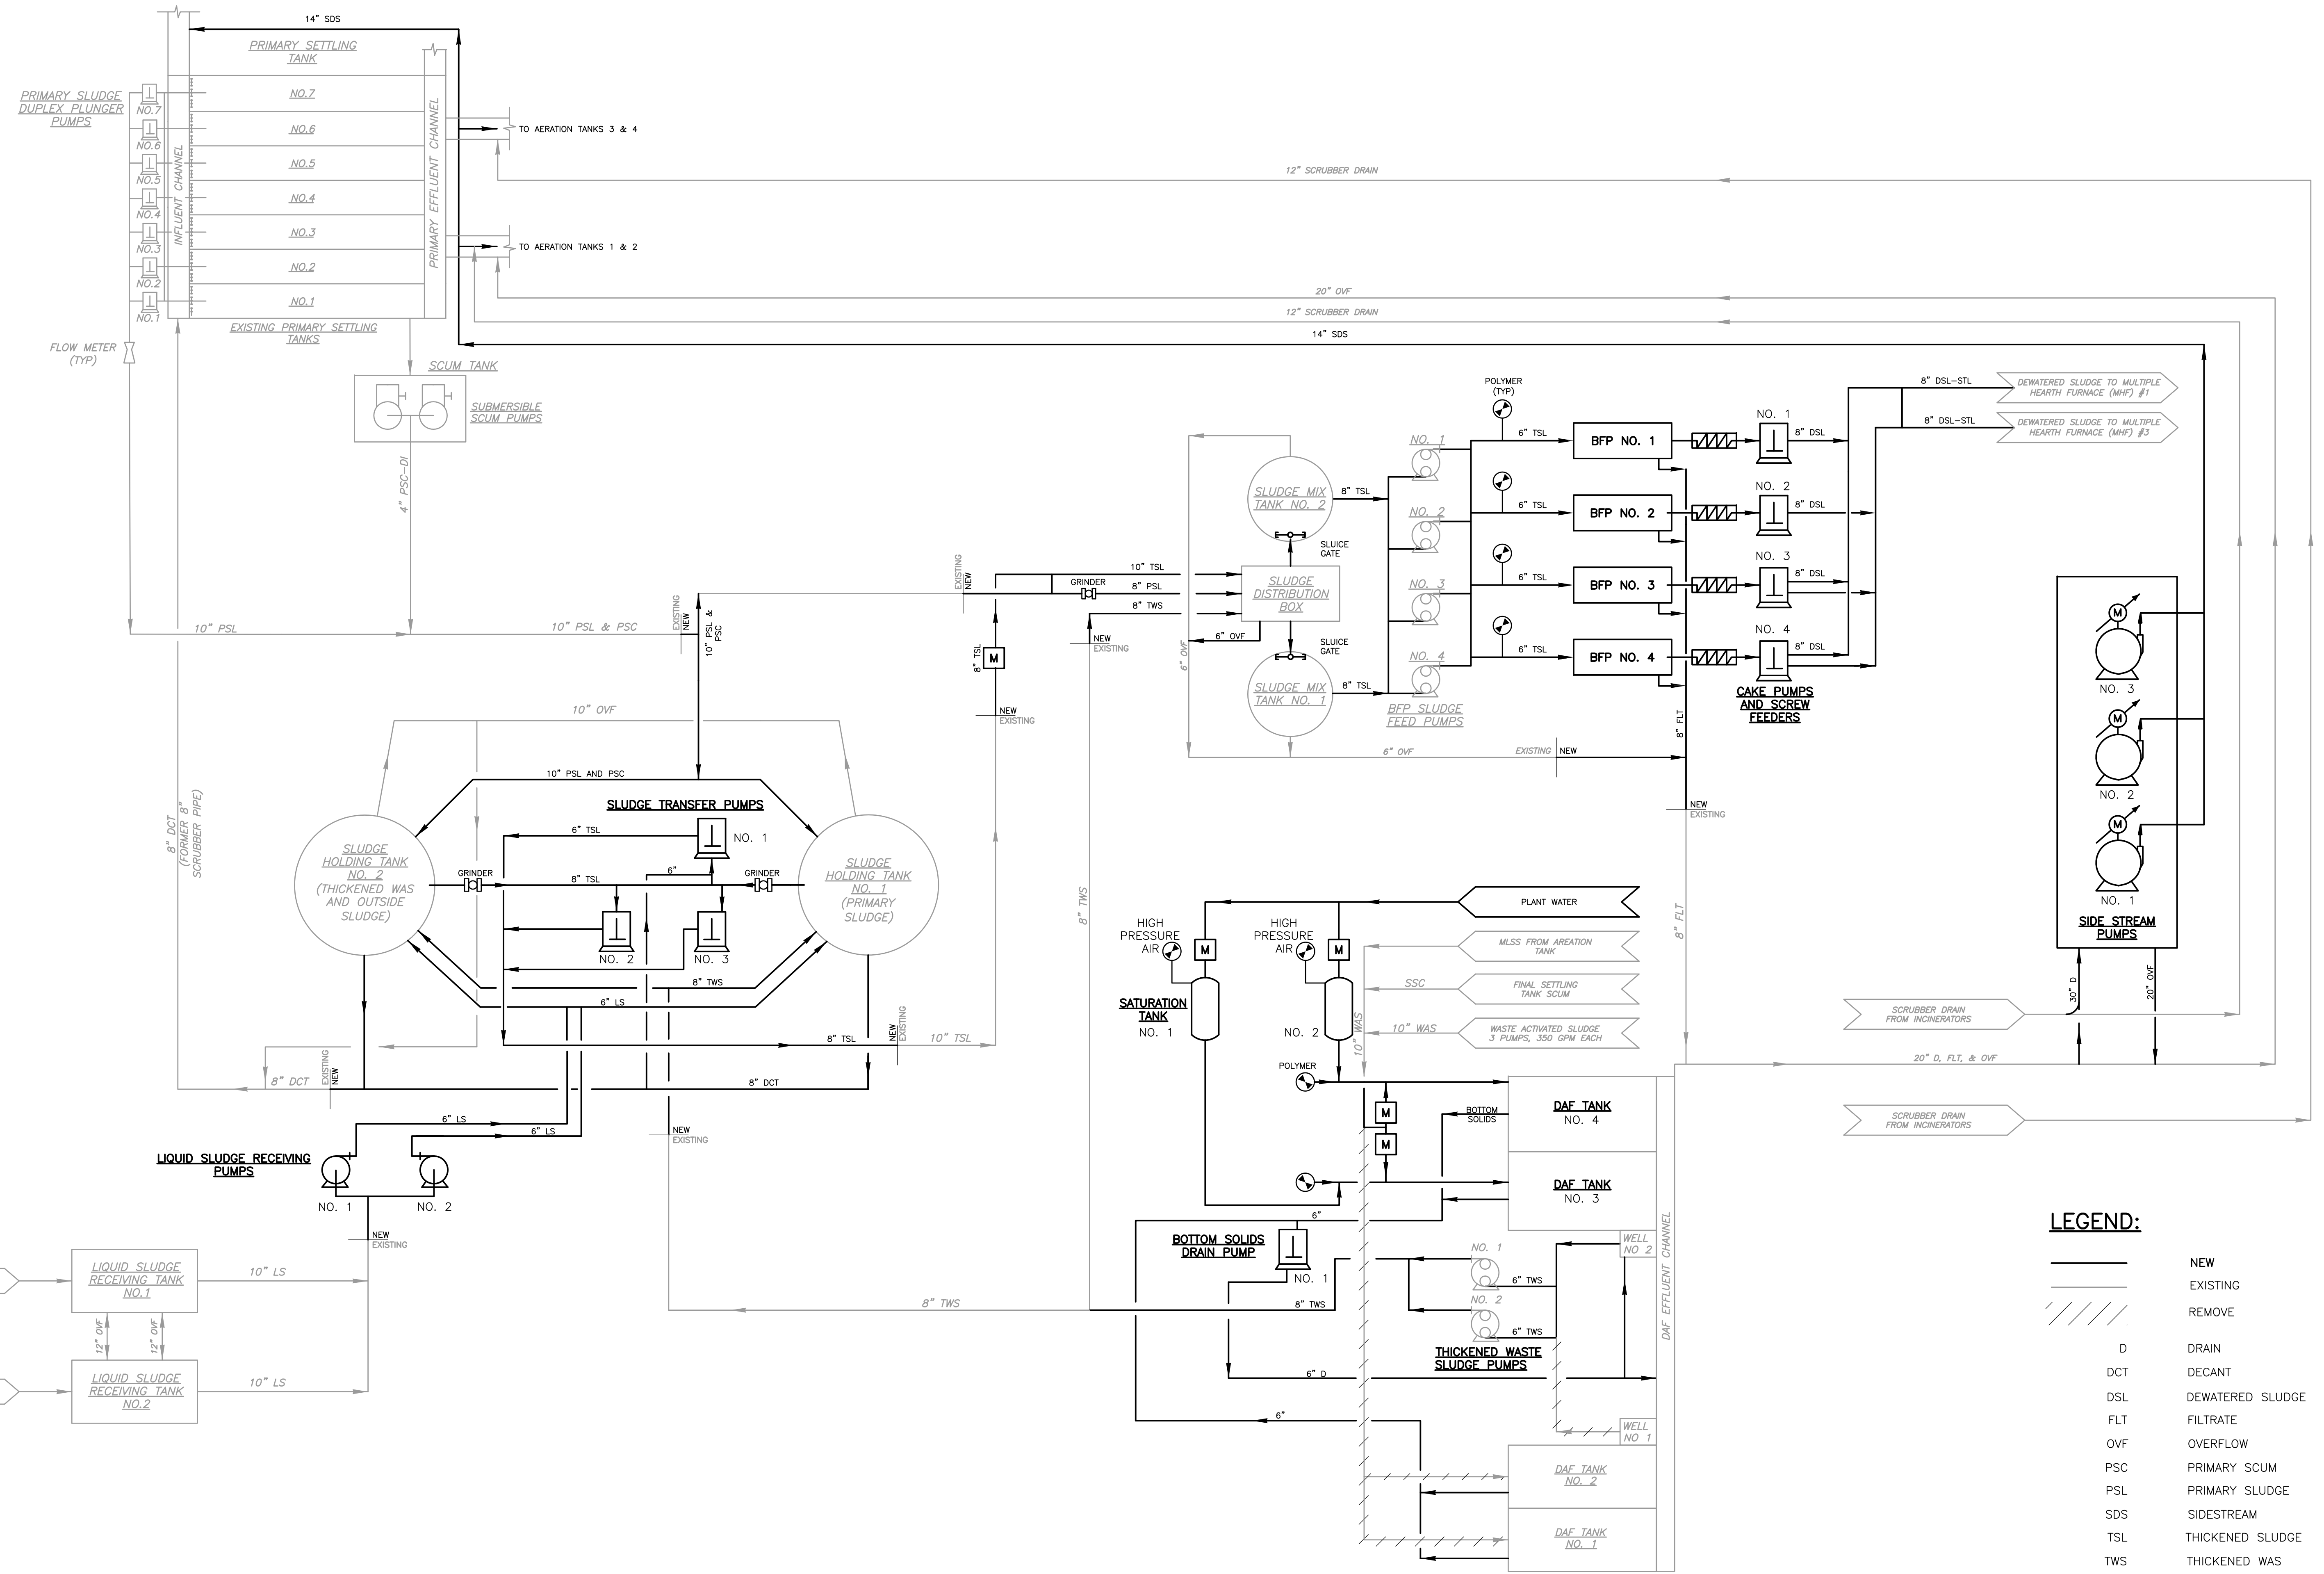 14" SDS
PRIMARY SETTLING
TANK
PRIMARY SLUDGE
DUPLEX PLUNGER
PUMPS
NO.7
NO.6
NO.5
NO.4
NO.3
NO.2
NO.1
INFLUENT CHANNEL
NO.7
NO.6
NO.5
NO.4
NO.3
NO.2
NO.1
PRIMARY EFFLUENT CHANNEL
EXISTING PRIMARY SETTLING
TANKS
TO AERATION TANKS 3 & 4
TO AERATION TANKS 1 & 2
12" SCRUBBER DRAIN
20" OVF
12" SCRUBBER DRAIN
14" SDS
FLOW METER
(TYP)
SCUM TANK
SUBMERSIBLE
SCUM PUMPS
4" PSC-DI
10" PSL
10" PSL & PSC
EXISTING
NEW
10" PSL &
PSC
8" DCT
(FORMER 8"
SCRUBBER PIPE)
10" OVF
10" PSL AND PSC
SLUDGE TRANSFER PUMPS
6" TSL
NO. 1
SLUDGE
HOLDING TANK
NO. 2
(THICKENED WAS
AND OUTSIDE
SLUDGE)
GRINDER
8" TSL
6"
GRINDER
SLUDGE
HOLDING TANK
NO. 1
(PRIMARY
SLUDGE)
NO. 2
NO. 3
8" TWS
6" LS
8" TSL
NEW
EXISTING
10" TSL
8" DCT
EXISTING
NEW
8" DCT
6" LS
6" LS
NEW
EXISTING
LIQUID SLUDGE RECEIVING
PUMPS
NO. 1
NO. 2
NEW
EXISTING
LIQUID SLUDGE
RECEIVING TANK
NO.1
10" LS
12" OVF
12" OVF
LIQUID SLUDGE
RECEIVING TANK
NO.2
10" LS
EXISTING
NEW
10" TSL
GRINDER
8" PSL
8" TWS
8" TSL
M
NEW
EXISTING
NEW
EXISTING
8" TWS
8" TWS
8" TWS
6" OVF
6" OVF
SLUDGE MIX
TANK NO. 2
8" TSL
SLUICE
GATE
SLUDGE
DISTRIBUTION
BOX
SLUICE
GATE
SLUDGE MIX
TANK NO. 1
8" TSL
6" OVF
EXISTING
NEW
NO. 1
NO. 2
NO. 3
NO. 4
BFP SLUDGE
FEED PUMPS
POLYMER
(TYP)
6" TSL
BFP NO. 1
6" TSL
BFP NO. 2
6" TSL
BFP NO. 3
6" TSL
BFP NO. 4
NO. 1
8" DSL
NO. 2
8" DSL
NO. 3
8" DSL
NO. 4
8" DSL
CAKE PUMPS
AND SCREW
FEEDERS
8" DSL-STL
8" DSL-STL
DEWATERED SLUDGE TO MULTIPLE
HEARTH FURNACE (MHF) #1
DEWATERED SLUDGE TO MULTIPLE
HEARTH FURNACE (MHF) #3
8" FLT
NEW
EXISTING
8" FLT
M
NO. 3
M
NO. 2
M
NO. 1
SIDE STREAM
PUMPS
30" D
20" OVF
SCRUBBER DRAIN
FROM INCINERATORS
20" D, FLT, & OVF
SCRUBBER DRAIN
FROM INCINERATORS
PLANT WATER
MLSS FROM AREATION
TANK
SSC
FINAL SETTLING
TANK SCUM
10" WAS
WASTE ACTIVATED SLUDGE
3 PUMPS, 350 GPM EACH
10" WAS
HIGH
PRESSURE
AIR
M
HIGH
PRESSURE
AIR
M
SATURATION
TANK
NO. 1
NO. 2
POLYMER
M
M
BOTTOM
SOLIDS
DAF TANK
NO. 4
DAF TANK
NO. 3
6"
BOTTOM SOLIDS
DRAIN PUMP
NO. 1
NO. 1
6" TWS
NO. 2
6" TWS
THICKENED WASTE
SLUDGE PUMPS
WELL
NO 2
6" D
6"
WELL
NO 1
DAF EFFLUENT CHANNEL
DAF TANK
NO. 2
DAF TANK
NO. 1
LEGEND:
NEW
EXISTING
REMOVE
D DRAIN
DCT DECANT
DSL DEWATERED SLUDGE
FLT FILTRATE
OVF OVERFLOW
PSC PRIMARY SCUM
PSL PRIMARY SLUDGE
SDS SIDESTREAM
TSL THICKENED SLUDGE
TWS THICKENED WAS